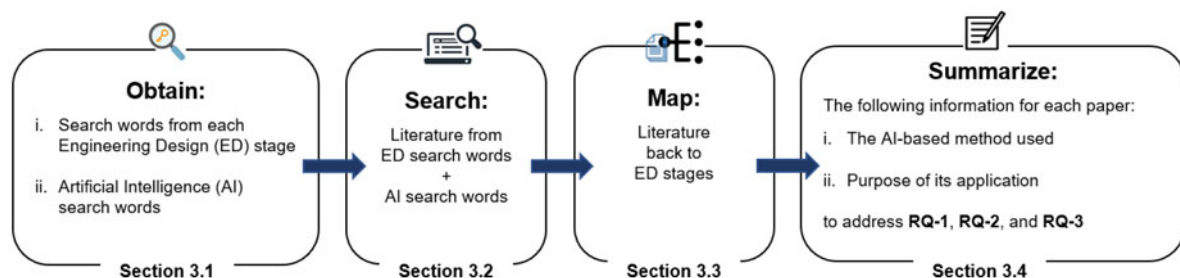 Obtain:
i. Search words from each
Engineering Design (ED) stage
ii. Artificial Intelligence (AI)
search words
Section 3.1
Search:
Literature from
ED search words
+
AI search words
Section 3.2
Map:
Literature
back to
ED stages
Section 3.3
Summarize:
The following information for each paper:
i. The AI-based method used
ii. Purpose of its application
to address RQ-1, RQ-2, and RQ-3
Section 3.4